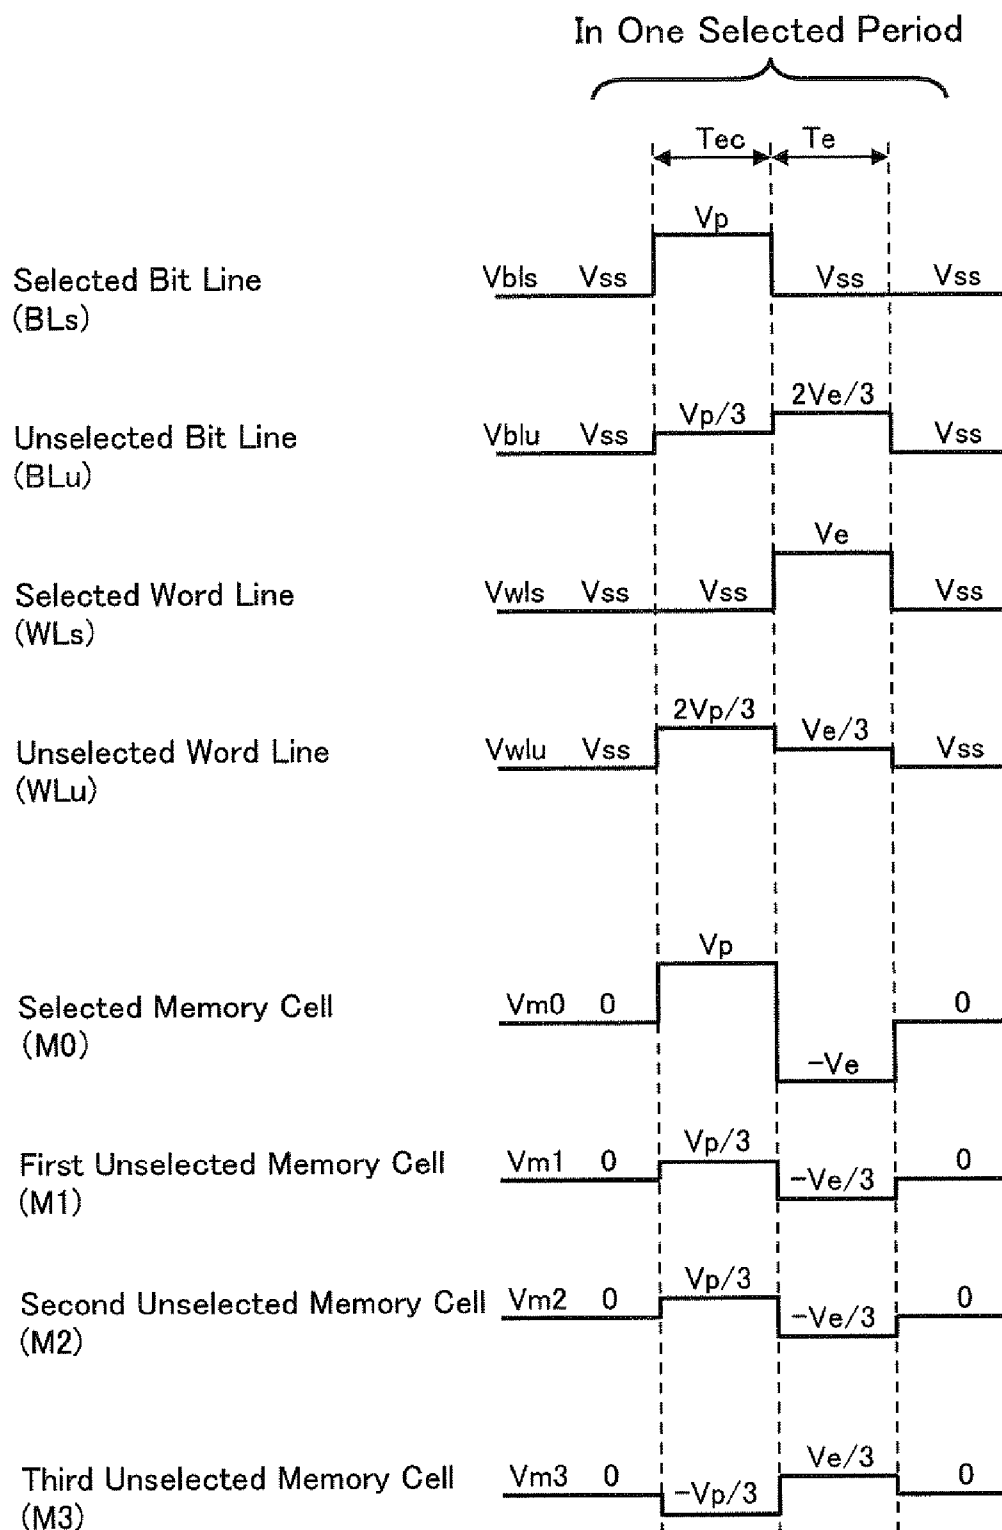 In One Selected Period
Tec Te
Vp
Selected Bit Line Vbls Vss Vss Vss
(BLs)
Vp/3 2Ve/3
Unselected Bit Line Vblu Vss Vss
(BLu)
Ve
Selected Word Line Vwls Vss Vss Vss
(WLs)
2Vp/3 Ve/3
Unselected Word Line Vwlu Vss Vss
(WLu)
Vp
Selected Memory Cell Vm0 0 0
(M0)
-Ve
Vp/3
First Unselected Memory Cell Vm1 0 -Ve/3 0
(M1)
Vp/3
Second Unselected Memory Cell Vm2 0 -Ve/3 0
(M2)
Ve/3
Third Unselected Memory Cell Vm3 0 -Vp/3 0
(M3)